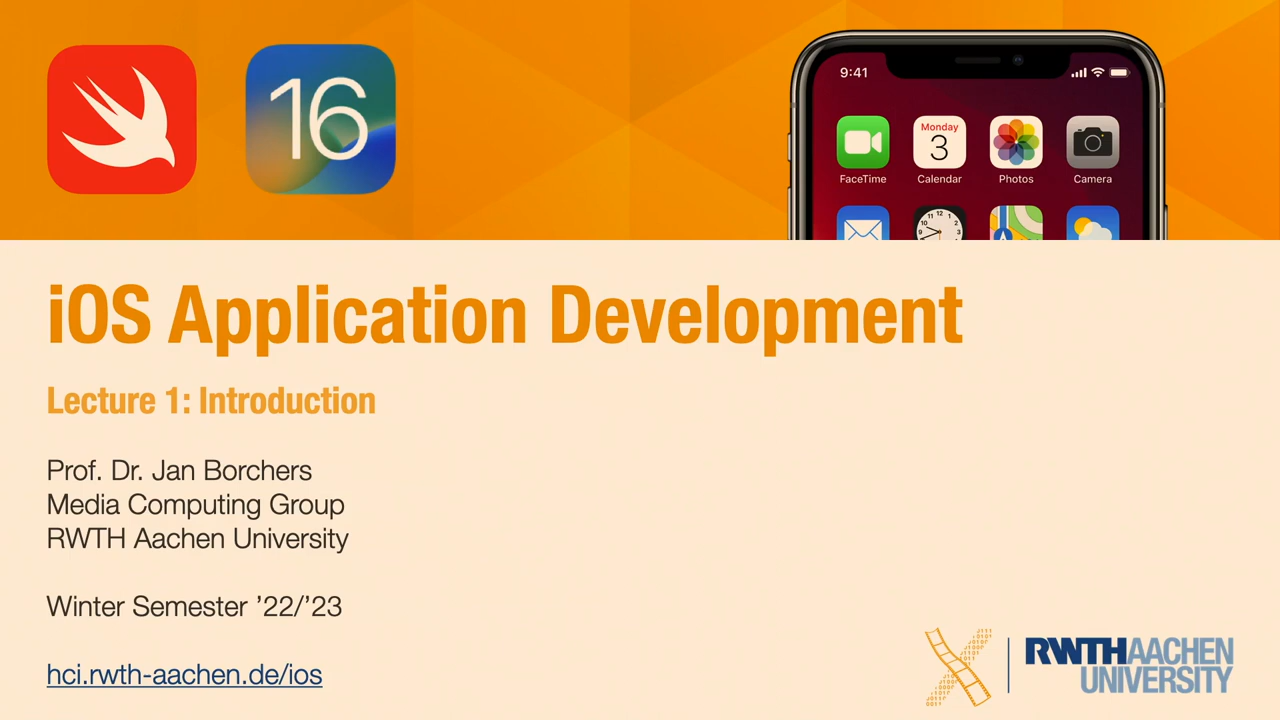 16
9:41
Monday
3
FaceTime
Calendar
Photos
Camera
iOS Application Development
Lecture 1: Introduction
Prof. Dr. Jan Borchers
Media Computing Group
RWTH Aachen University
Winter Semester ’22/’23
hci.rwth-aachen.de/ios
RWTHAACHEN
UNIVERSITY